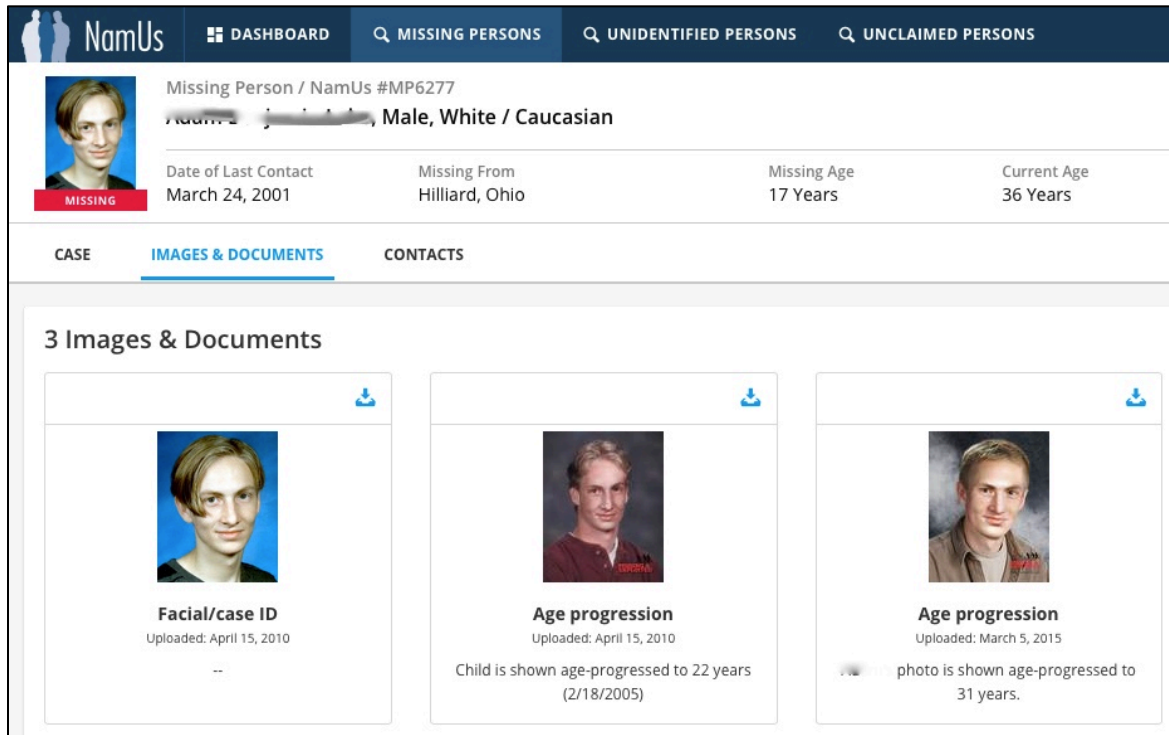 NamUs
DASHBOARD
MISSING PERSONS
UNIDENTIFIED PERSONS
UNCLAIMED PERSONS
MISSING
Missing Person / NamUs #MP6277
, Male, White / Caucasian
Date of Last Contact
March 24, 2001
Missing From
Hilliard, Ohio
Missing Age
17 Years
Current Age
36 Years
CASE
IMAGES & DOCUMENTS
CONTACTS
3 Images & Documents
Facial/case ID
Uploaded: April 15, 2010
--
Age progression
Uploaded: April 15, 2010
Child is shown age-progressed to 22 years
(2/18/2005)
Age progression
Uploaded: March 5, 2015
photo is shown age-progressed to
31 years.